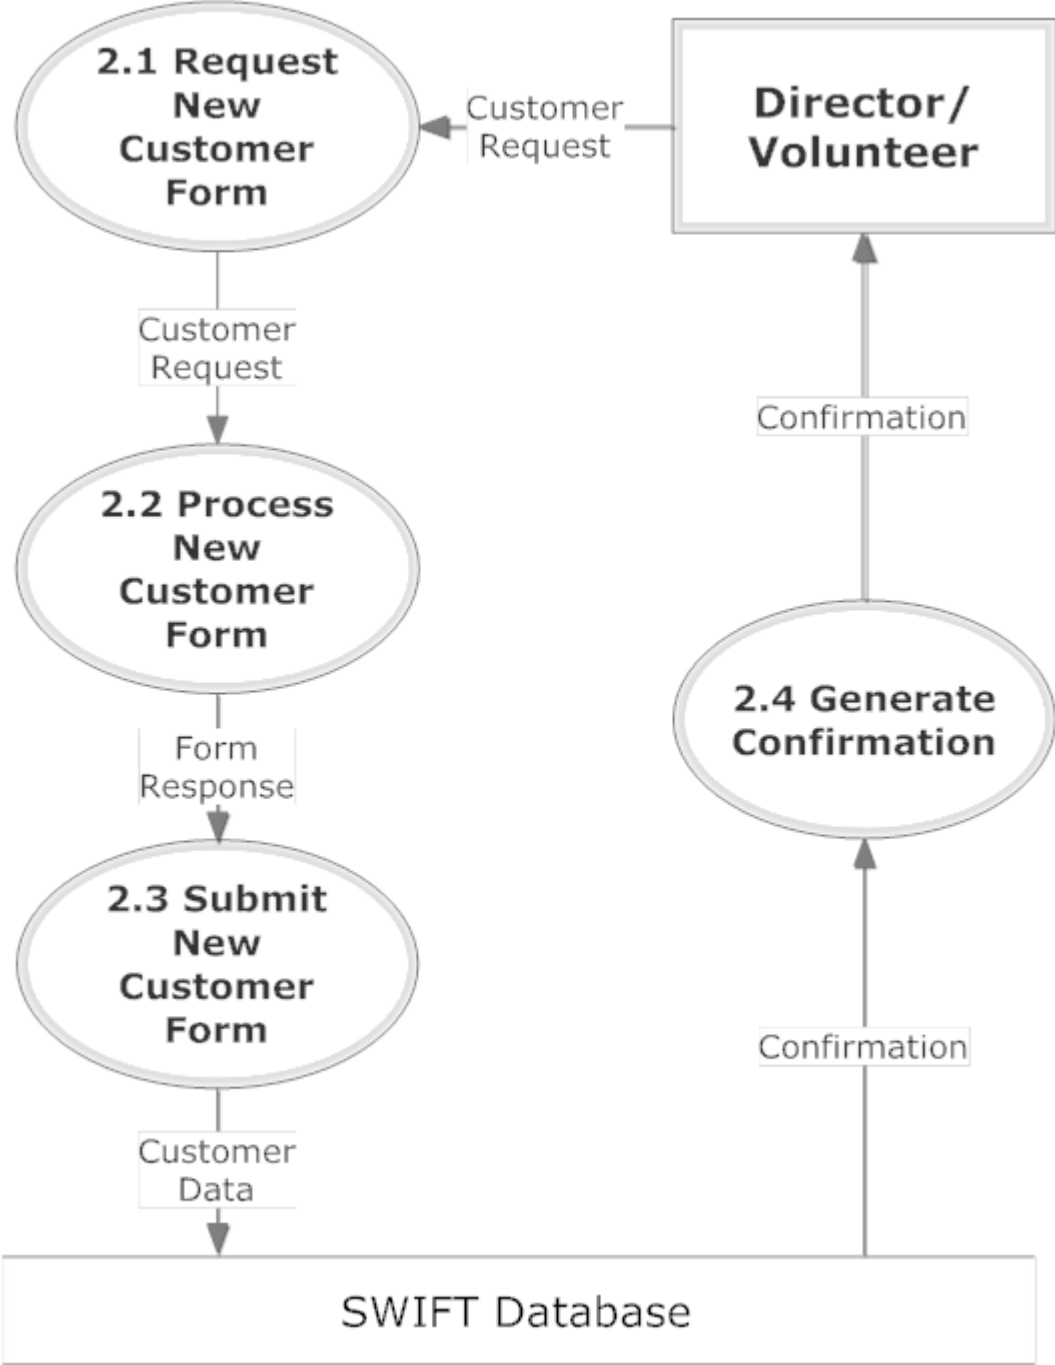 2.1 Request
New
Customer
Form
Customer
Request
Director/
Volunteer
Customer
Request
Confirmation
2.2 Process
New
Customer
Form
2.4 Generate
Confirmation
Form
Response
2.3 Submit
New
Customer
Form
Confirmation
Customer
Data
SWIFT Database